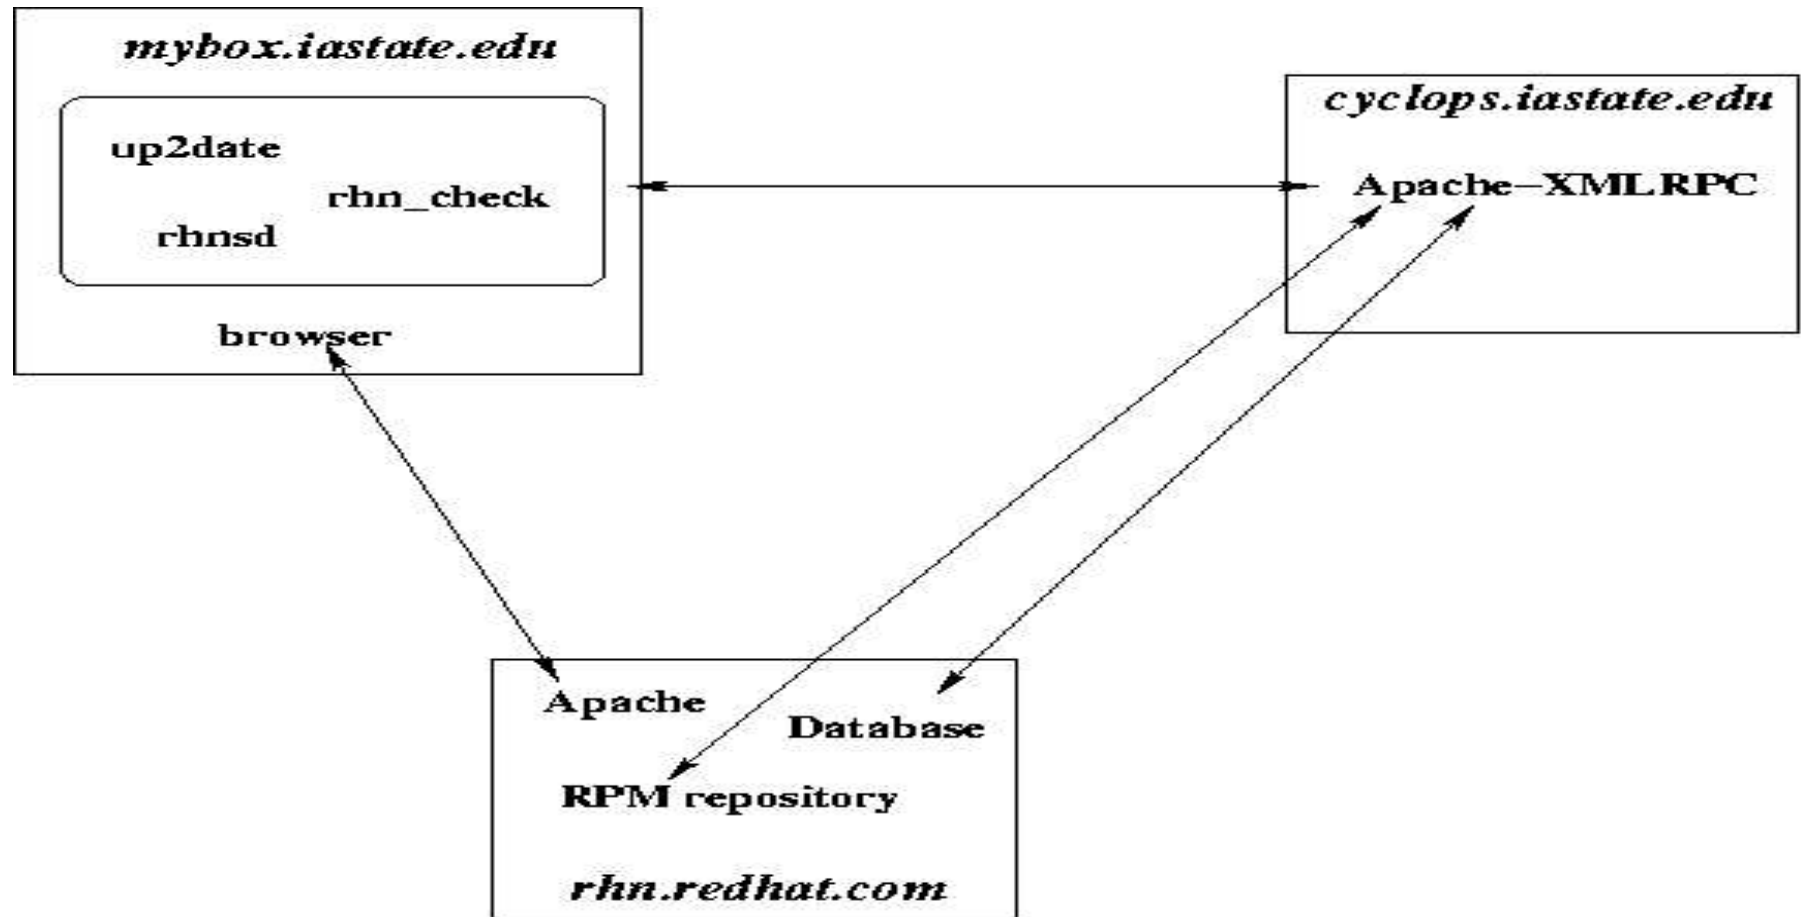 mybox.iastate.edu
up2date
rhn_check
rhnsd
browser
cyclops.iastate.edu
Apache-XMLRPC
Apache
Database
RPM repository
rhn.redhat.com